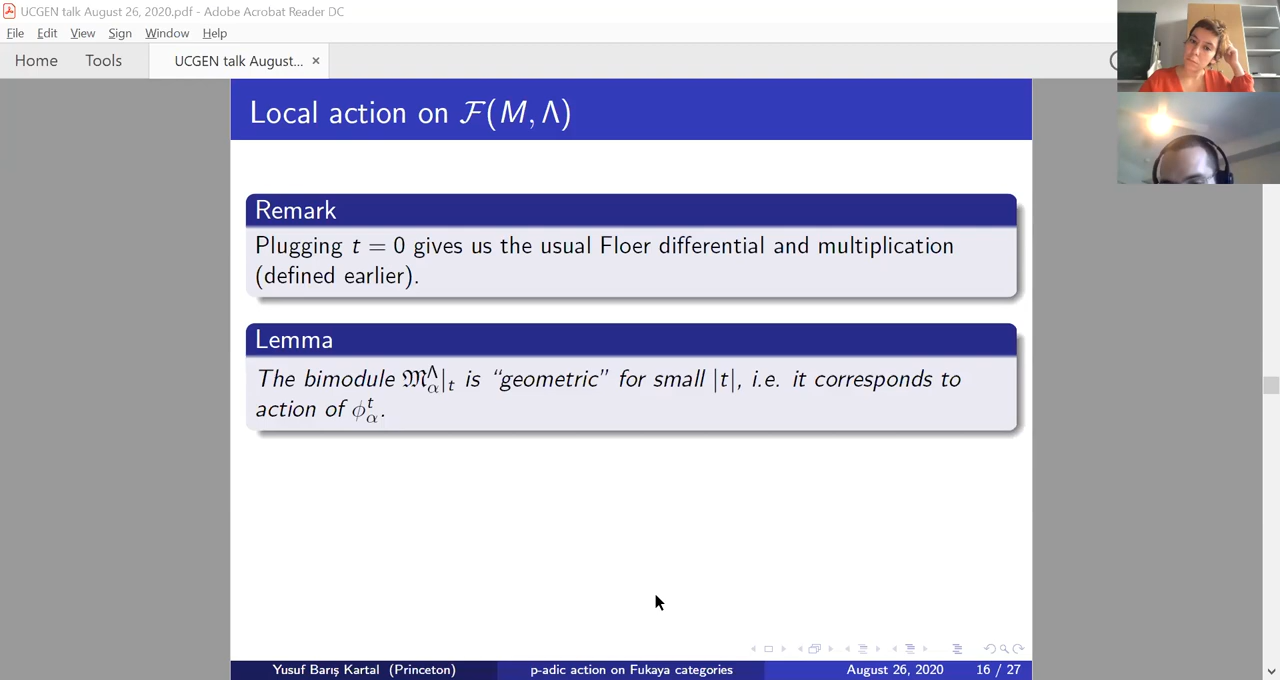 UCGEN talk August 26, 2020.pdf - Adobe Acrobat Reader DC
File Edit View Sign Window Help
Home Tools UCGEN talk August... ×
Local action on ℱ(M, Λ)
Remark
Plugging t = 0 gives us the usual Floer differential and multiplication
(defined earlier).
Lemma
The bimodule 𝔐_α^Λ|_t is “geometric” for small |t|, i.e. it corresponds to
action of ϕ_α^t.
Yusuf Barış Kartal (Princeton) p-adic action on Fukaya categories August 26, 2020 16 / 27